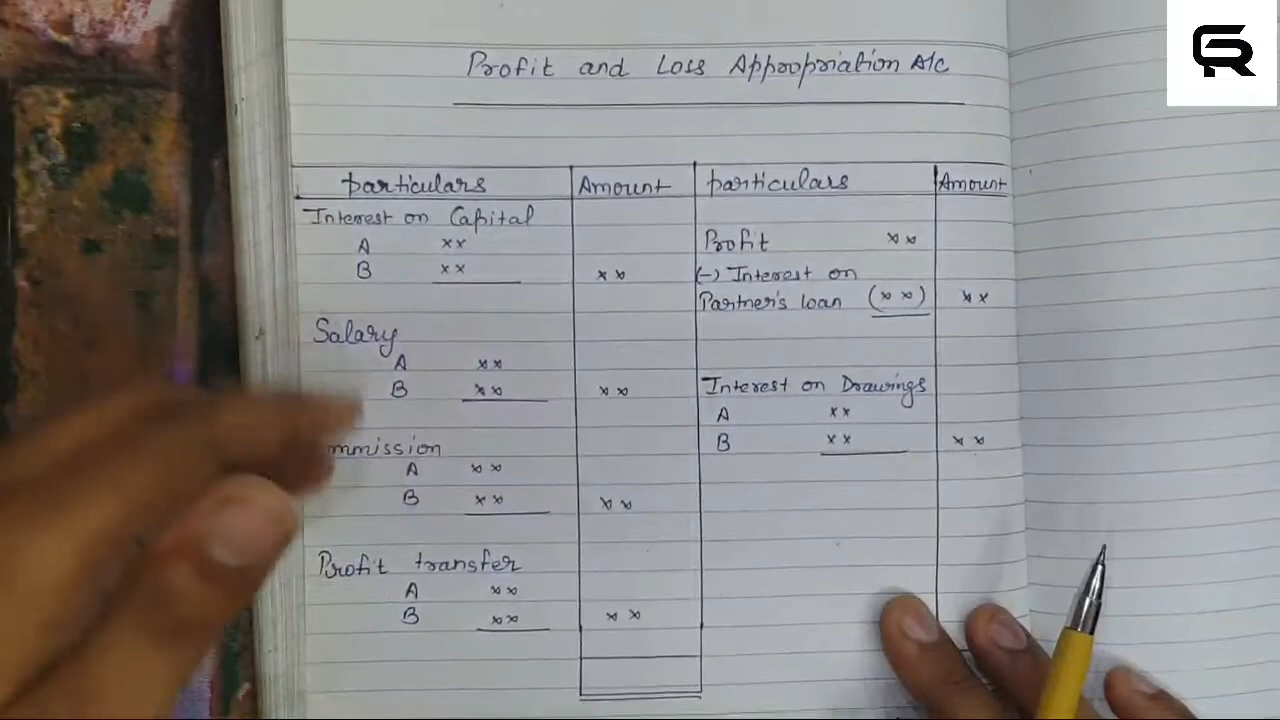 GR
Profit and Loss Appropriation A/c
Particulars Amount Particulars Amount
Interest on Capital
A xx
B xx xx
Salary
A xx
B xx xx
mmission
A xx
B xx xx
Profit transfer
A xx
B xx xx
Profit xx
(-) Interest on
Partner's loan (xx) xx
Interest on Drawings
A xx
B xx xx